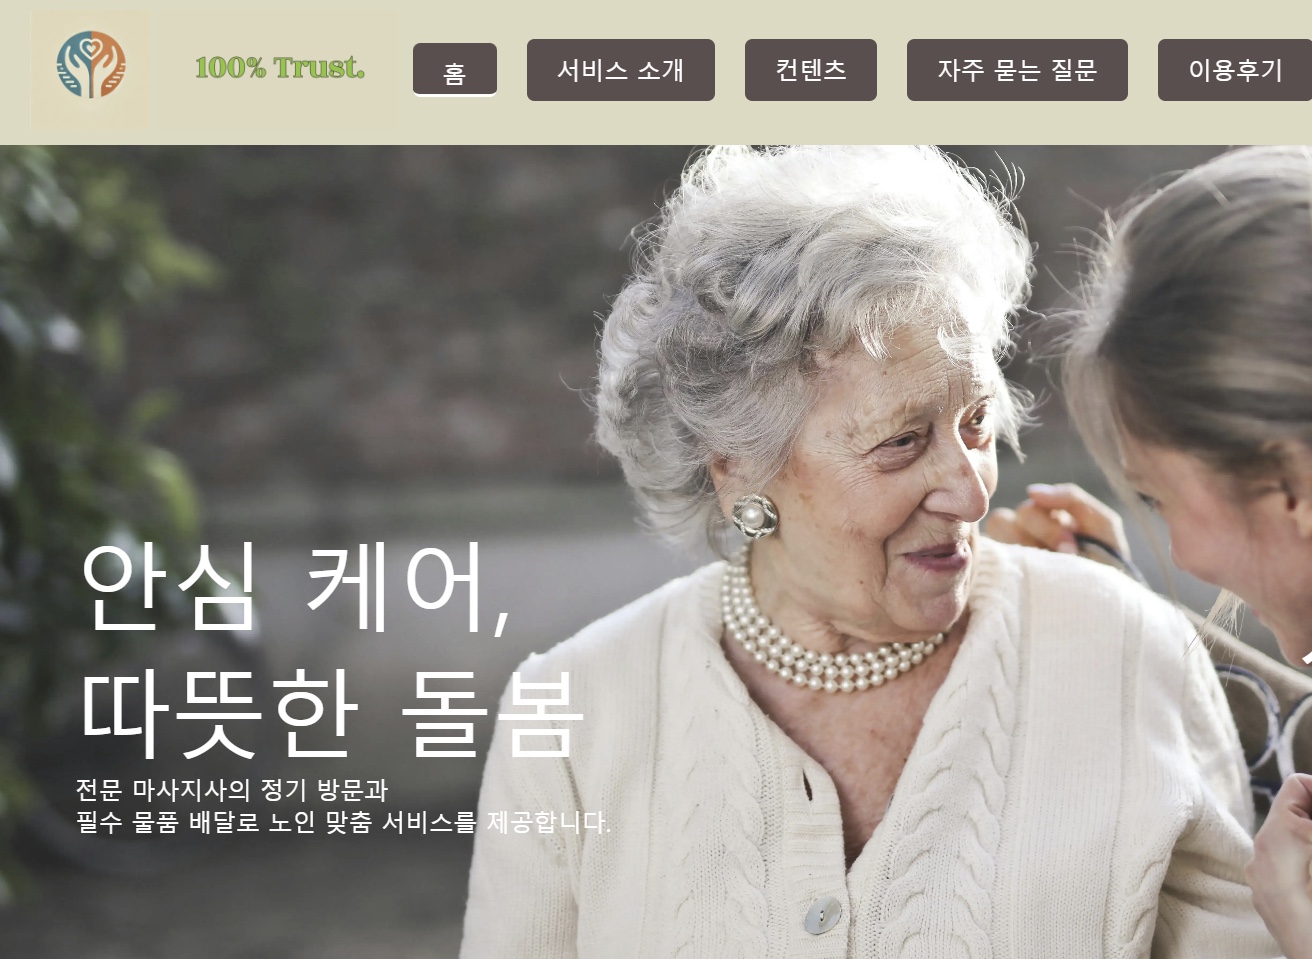 100% Trust.
홈
서비스 소개
컨텐츠
자주 묻는 질문
이용후기
안심 케어,
따뜻한 돌봄
전문 마사지사의 정기 방문과
필수 물품 배달로 노인 맞춤 서비스를 제공합니다.